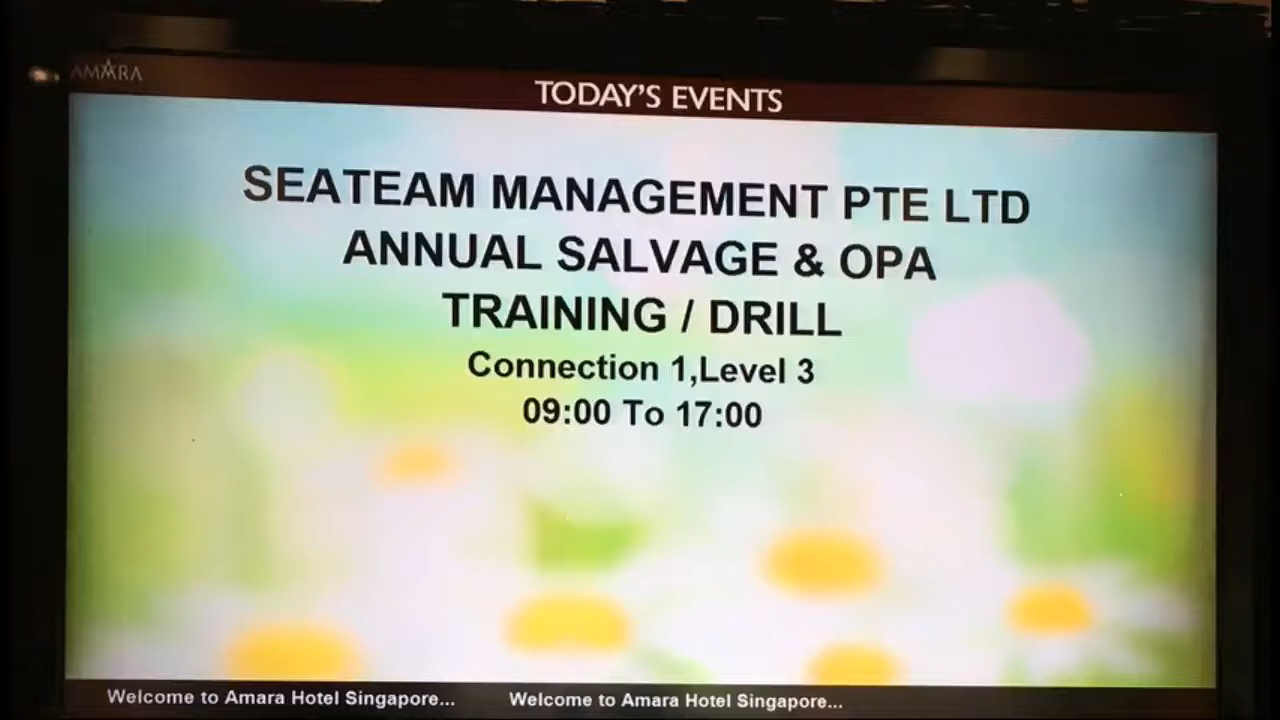 AMARA
TODAY'S EVENTS
SEATEAM MANAGEMENT PTE LTD
ANNUAL SALVAGE & OPA
TRAINING / DRILL
Connection 1,Level 3
09:00 To 17:00
Welcome to Amara Hotel Singapore... Welcome to Amara Hotel Singapore...